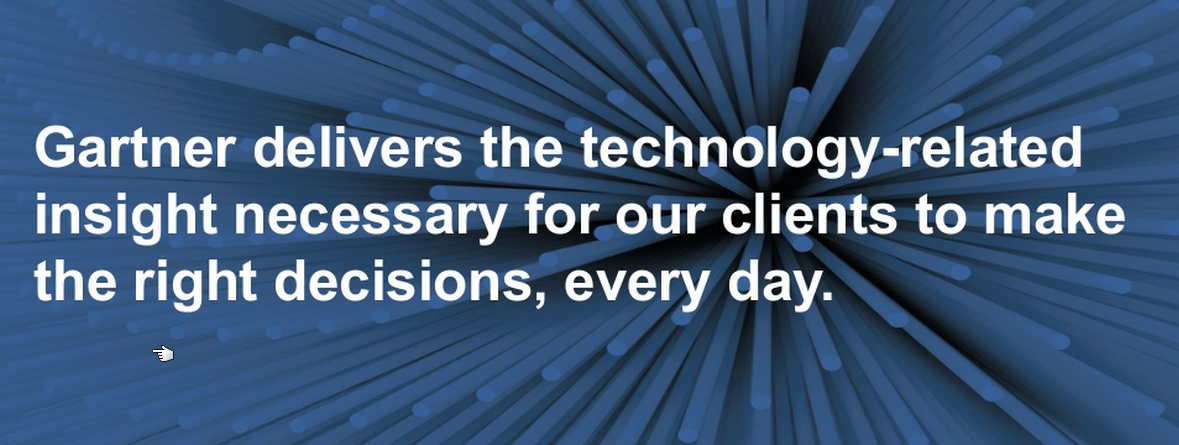 Gartner delivers the technology-related
insight necessary for our clients to make
the right decisions, every day.